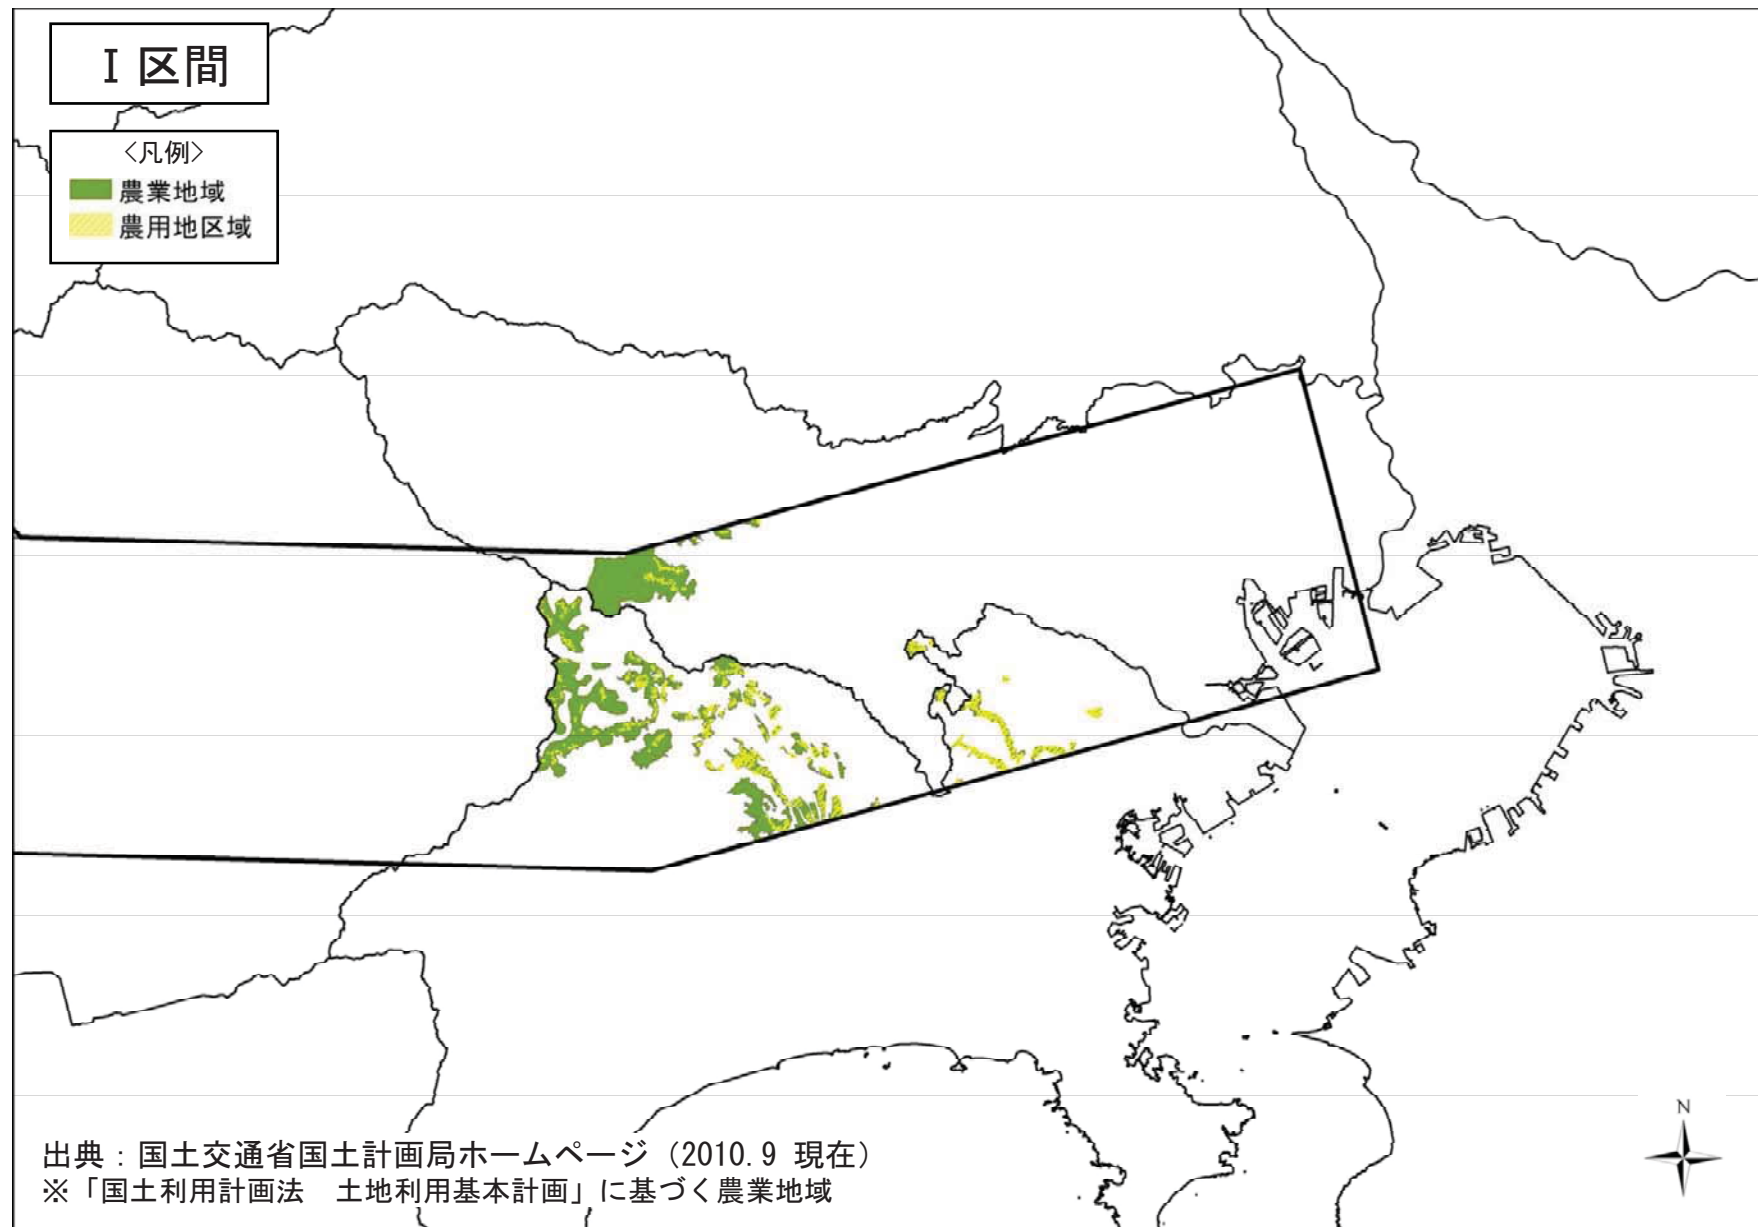 Ⅰ区間
<凡例>
農業地域
農用地区域
N
出典：国土交通省国土計画局ホームページ（2010.9 現在）
※「国土利用計画法　土地利用基本計画」に基づく農業地域